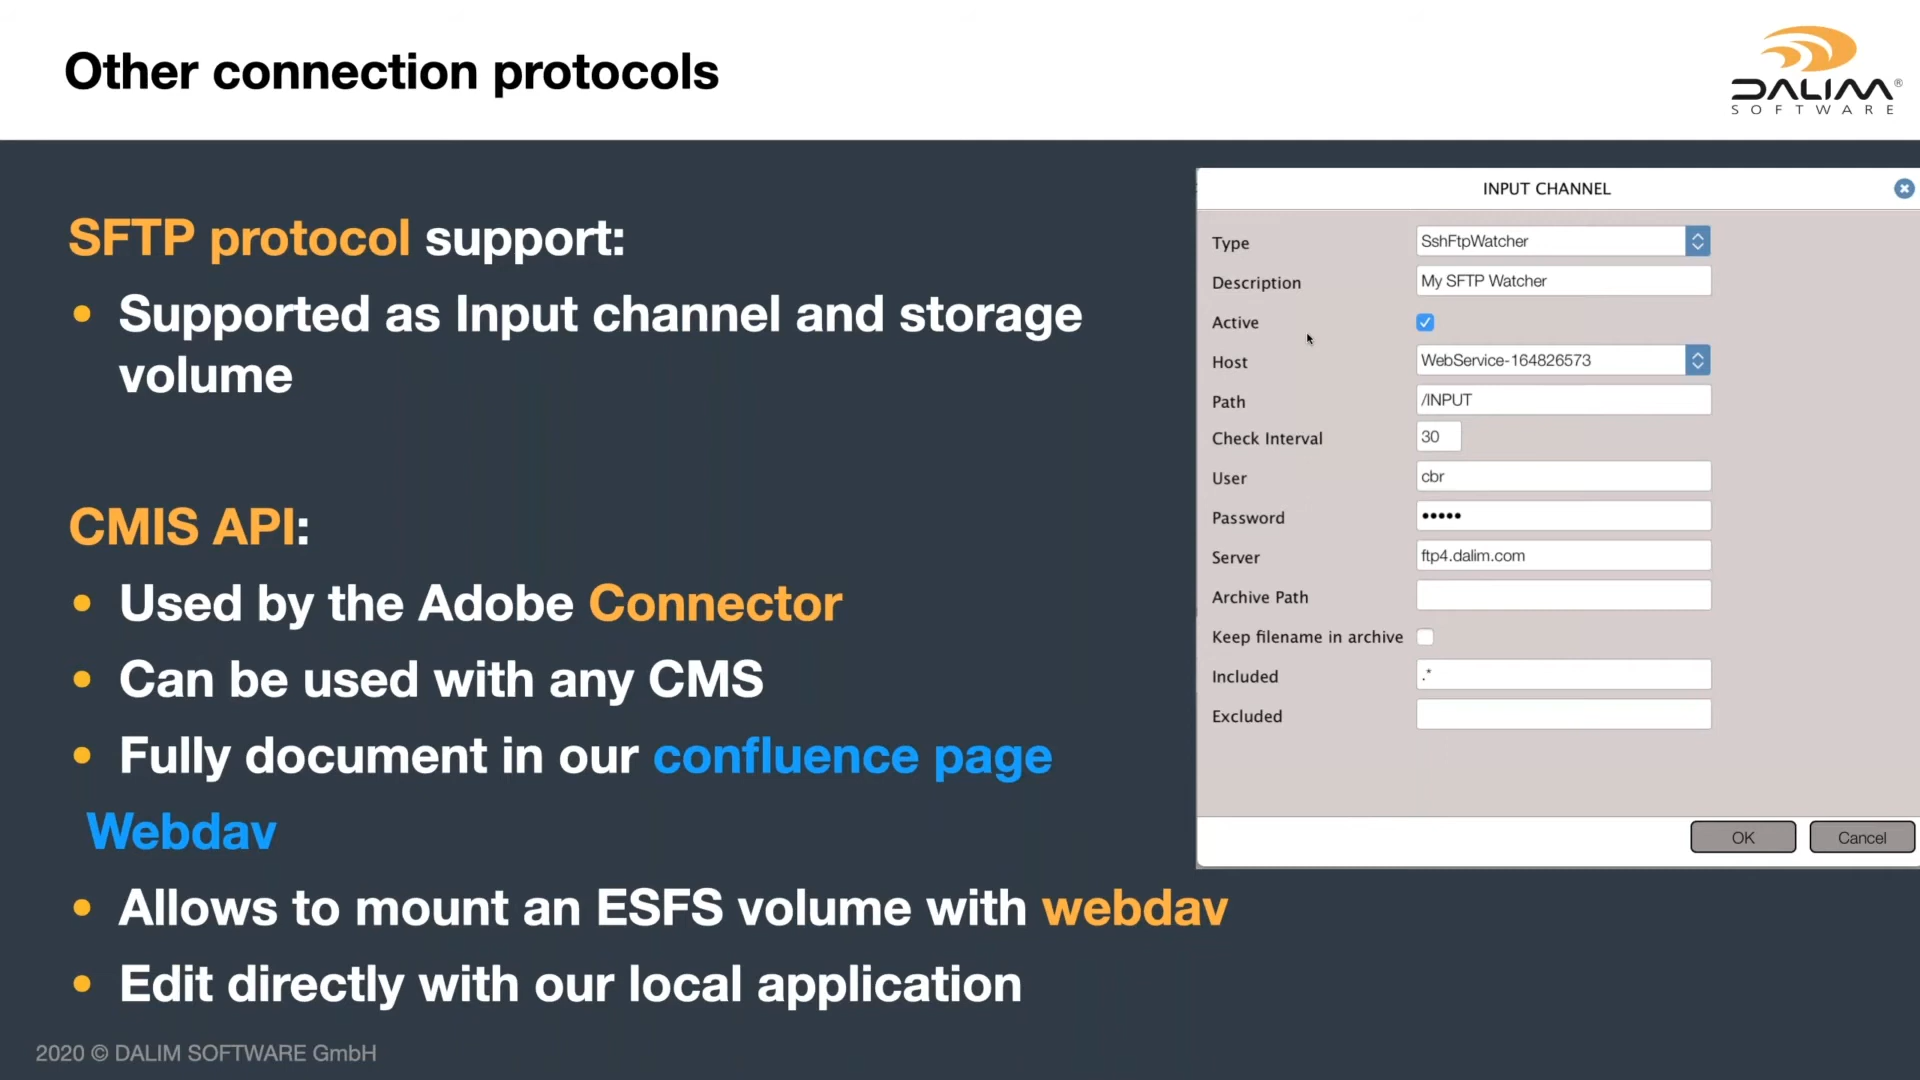 Other connection protocols
DALIM®
SOFTWARE
SFTP protocol support:
• Supported as Input channel and storage
volume
CMIS API:
• Used by the Adobe Connector
• Can be used with any CMS
• Fully document in our confluence page
Webdav
• Allows to mount an ESFS volume with webdav
• Edit directly with our local application
INPUT CHANNEL
Type SshFtpWatcher
Description My SFTP Watcher
Active
Host WebService-164826573
Path /INPUT
Check Interval 30
User cbr
Password •••••
Server ftp4.dalim.com
Archive Path
Keep filename in archive
Included .*
Excluded
OK Cancel
2020 © DALIM SOFTWARE GmbH